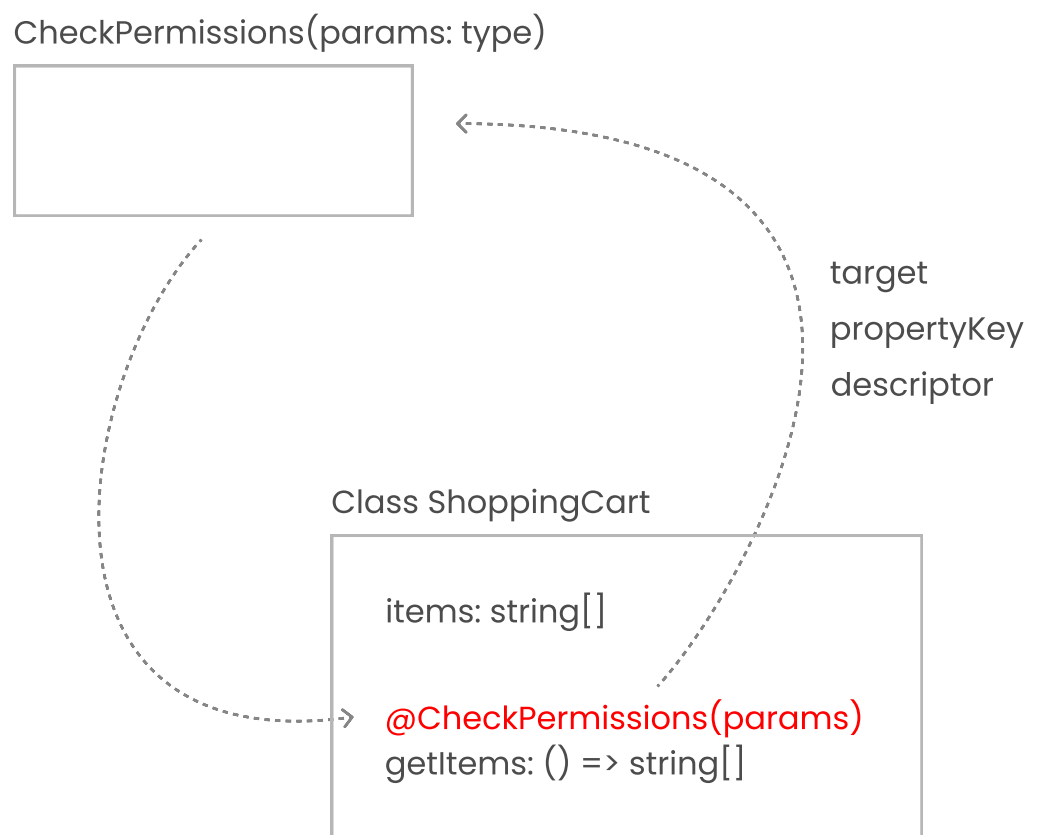 CheckPermissions(params: type)
target
propertyKey
descriptor
Class ShoppingCart
items: string[]
@CheckPermissions(params)
getItems: () => string[]